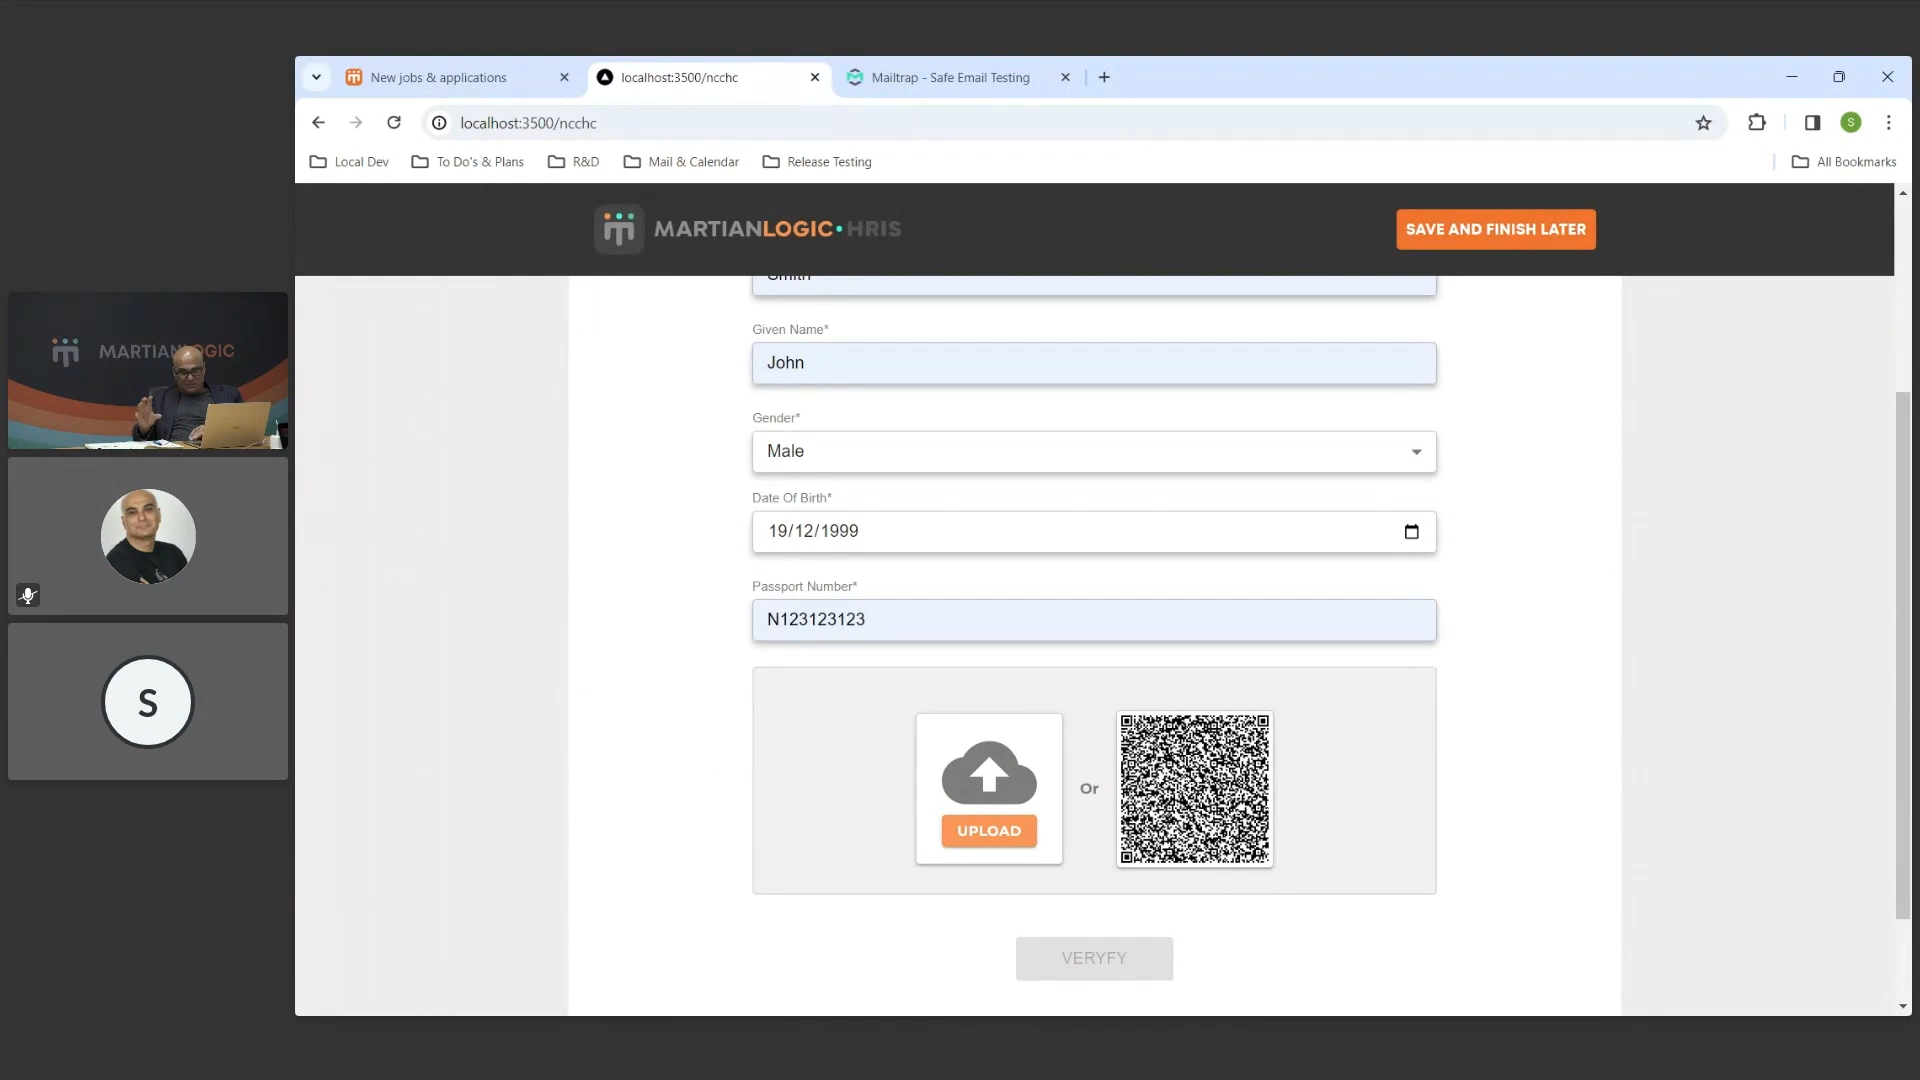 New jobs & applications
localhost:3500/ncchc
Mailtrap - Safe Email Testing
localhost:3500/ncchc
S
Local Dev
To Do's & Plans
R&D
Mail & Calendar
Release Testing
All Bookmarks
MARTIANLOGIC·HRIS
SAVE AND FINISH LATER
Smith
Given Name*
John
Gender*
Male
Date Of Birth*
19/12/1999
Passport Number*
N123123123
UPLOAD
Or
VERYFY
MARTIANLOGIC
S